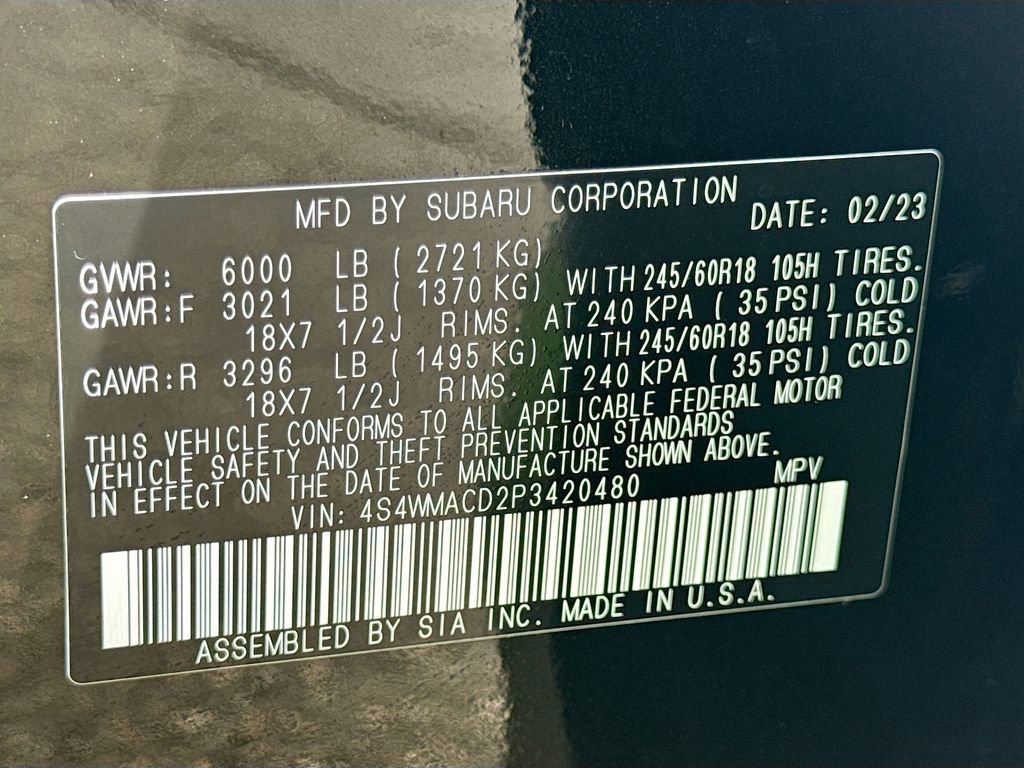 MFD BY SUBARU CORPORATION DATE: 02/23
GVWR: 6000 LB ( 2721 KG)
GAWR:F 3021 LB ( 1370 KG) WITH 245/60R18 105H TIRES.
18X7 1/2J RIMS. AT 240 KPA ( 35 PSI) COLD
GAWR:R 3296 LB ( 1495 KG) WITH 245/60R18 105H TIRES.
18X7 1/2J RIMS. AT 240 KPA ( 35 PSI) COLD
THIS VEHICLE CONFORMS TO ALL APPLICABLE FEDERAL MOTOR
VEHICLE SAFETY AND THEFT PREVENTION STANDARDS
IN EFFECT ON THE DATE OF MANUFACTURE SHOWN ABOVE.
VIN: 4S4WMACD2P3420480 MPV
ASSEMBLED BY SIA INC. MADE IN U.S.A.